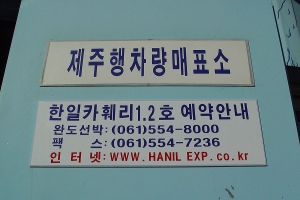 제주행차량매표소
한일카훼리1.2호 예약안내
완도선박: (061)554-8000
팩 스: (061)554-7236
인 터 넷: WWW.HANIL EXP.co.kr